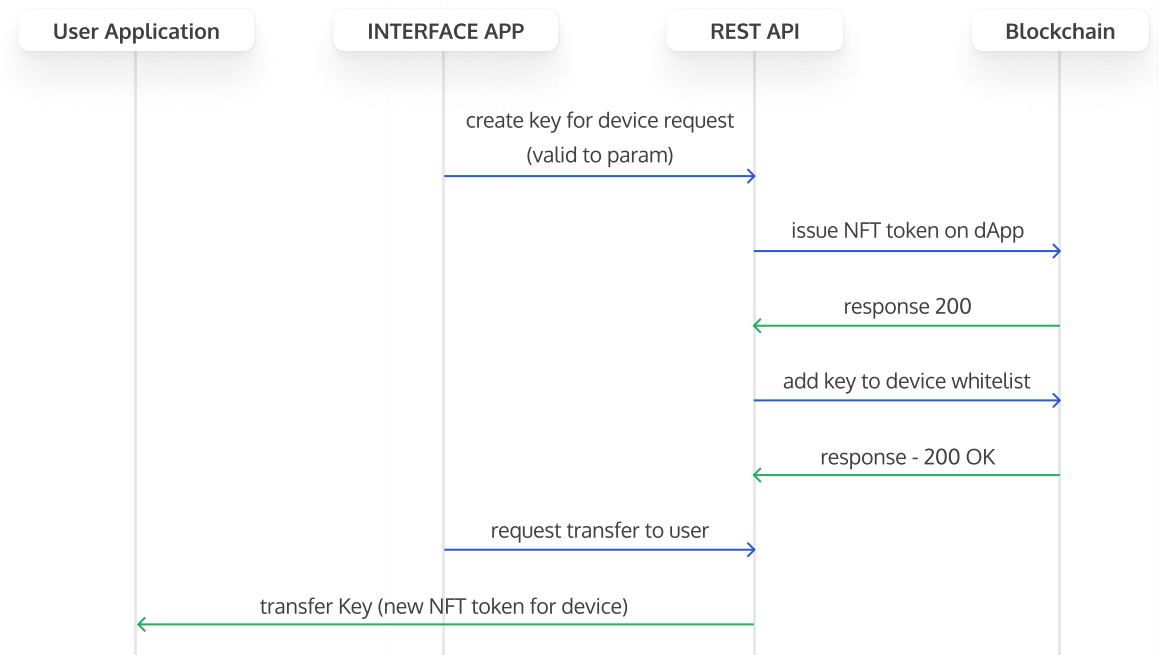 User Application
INTERFACE APP
REST API
Blockchain
create key for device request
(valid to param)
issue NFT token on dApp
response 200
add key to device whitelist
response - 200 OK
request transfer to user
transfer Key (new NFT token for device)